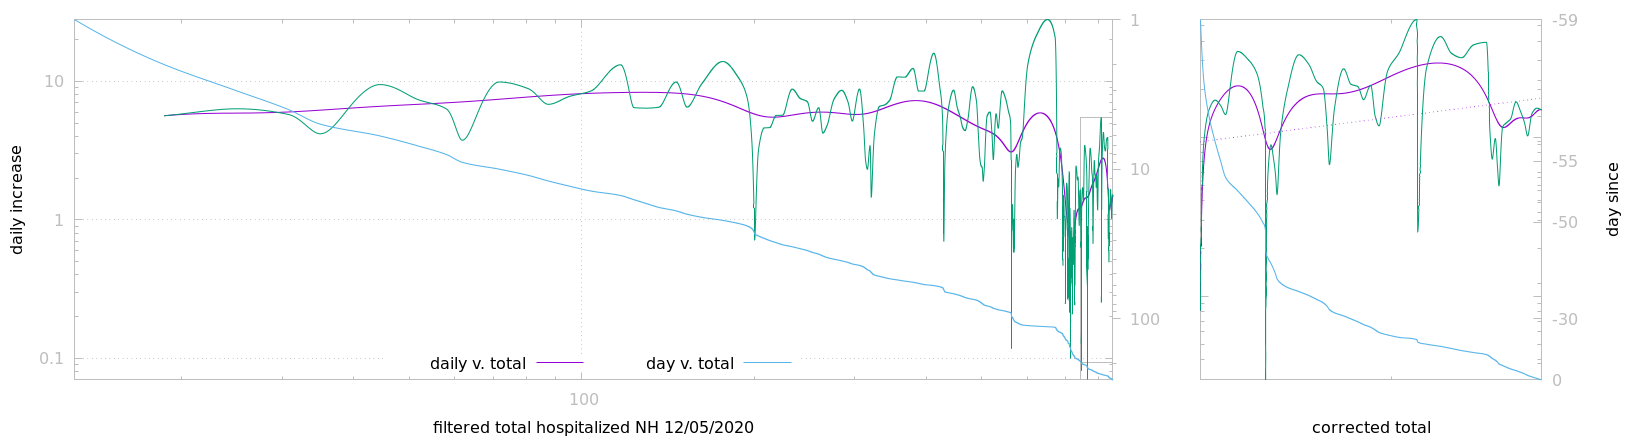 daily increase
10
1
0.1
100
daily v. total
day v. total
filtered total hospitalized NH 12/05/2020
1
10
100
-59
-55
-50
-30
0
day since
corrected total